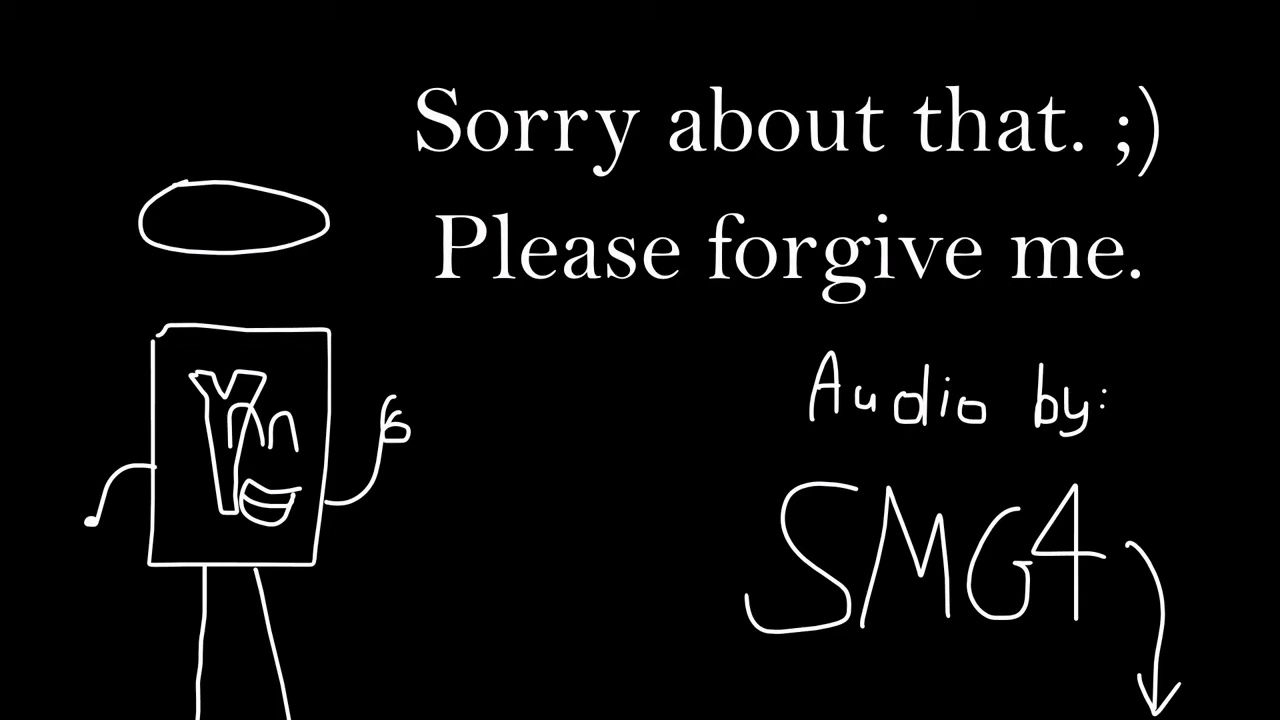 Sorry about that. ;)
Please forgive me.
Audio by:
SMG4
Y